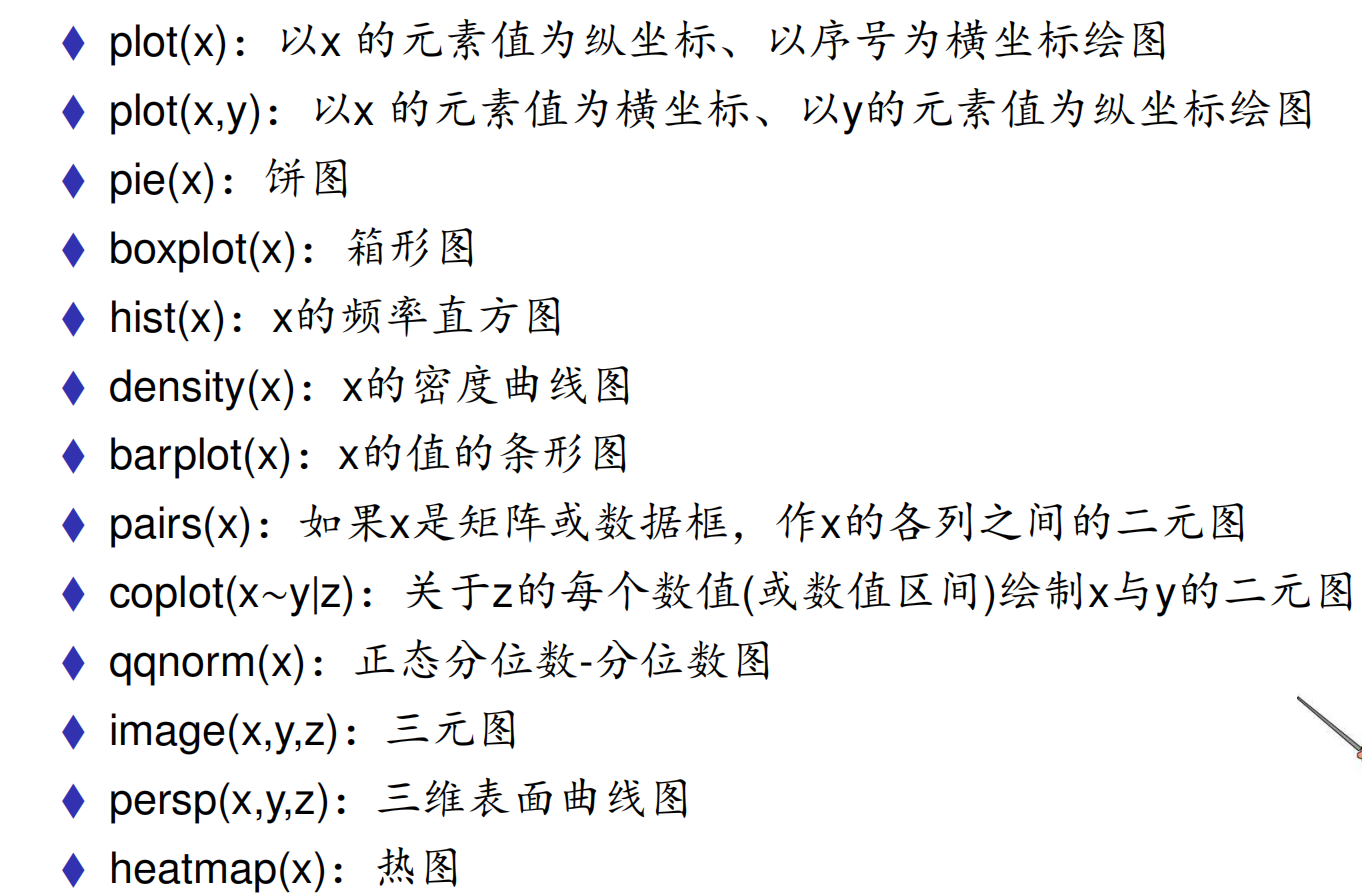 ♦ plot(x)：以x 的元素值为纵坐标、以序号为横坐标绘图
♦ plot(x,y)：以x 的元素值为横坐标、以y的元素值为纵坐标绘图
♦ pie(x)：饼图
♦ boxplot(x)：箱形图
♦ hist(x)：x的频率直方图
♦ density(x)：x的密度曲线图
♦ barplot(x)：x的值的条形图
♦ pairs(x)：如果x是矩阵或数据框，作x的各列之间的二元图
♦ coplot(x~y|z)：关于z的每个数值(或数值区间)绘制x与y的二元图
♦ qqnorm(x)：正态分位数-分位数图
♦ image(x,y,z)：三元图
♦ persp(x,y,z)：三维表面曲线图
♦ heatmap(x)：热图